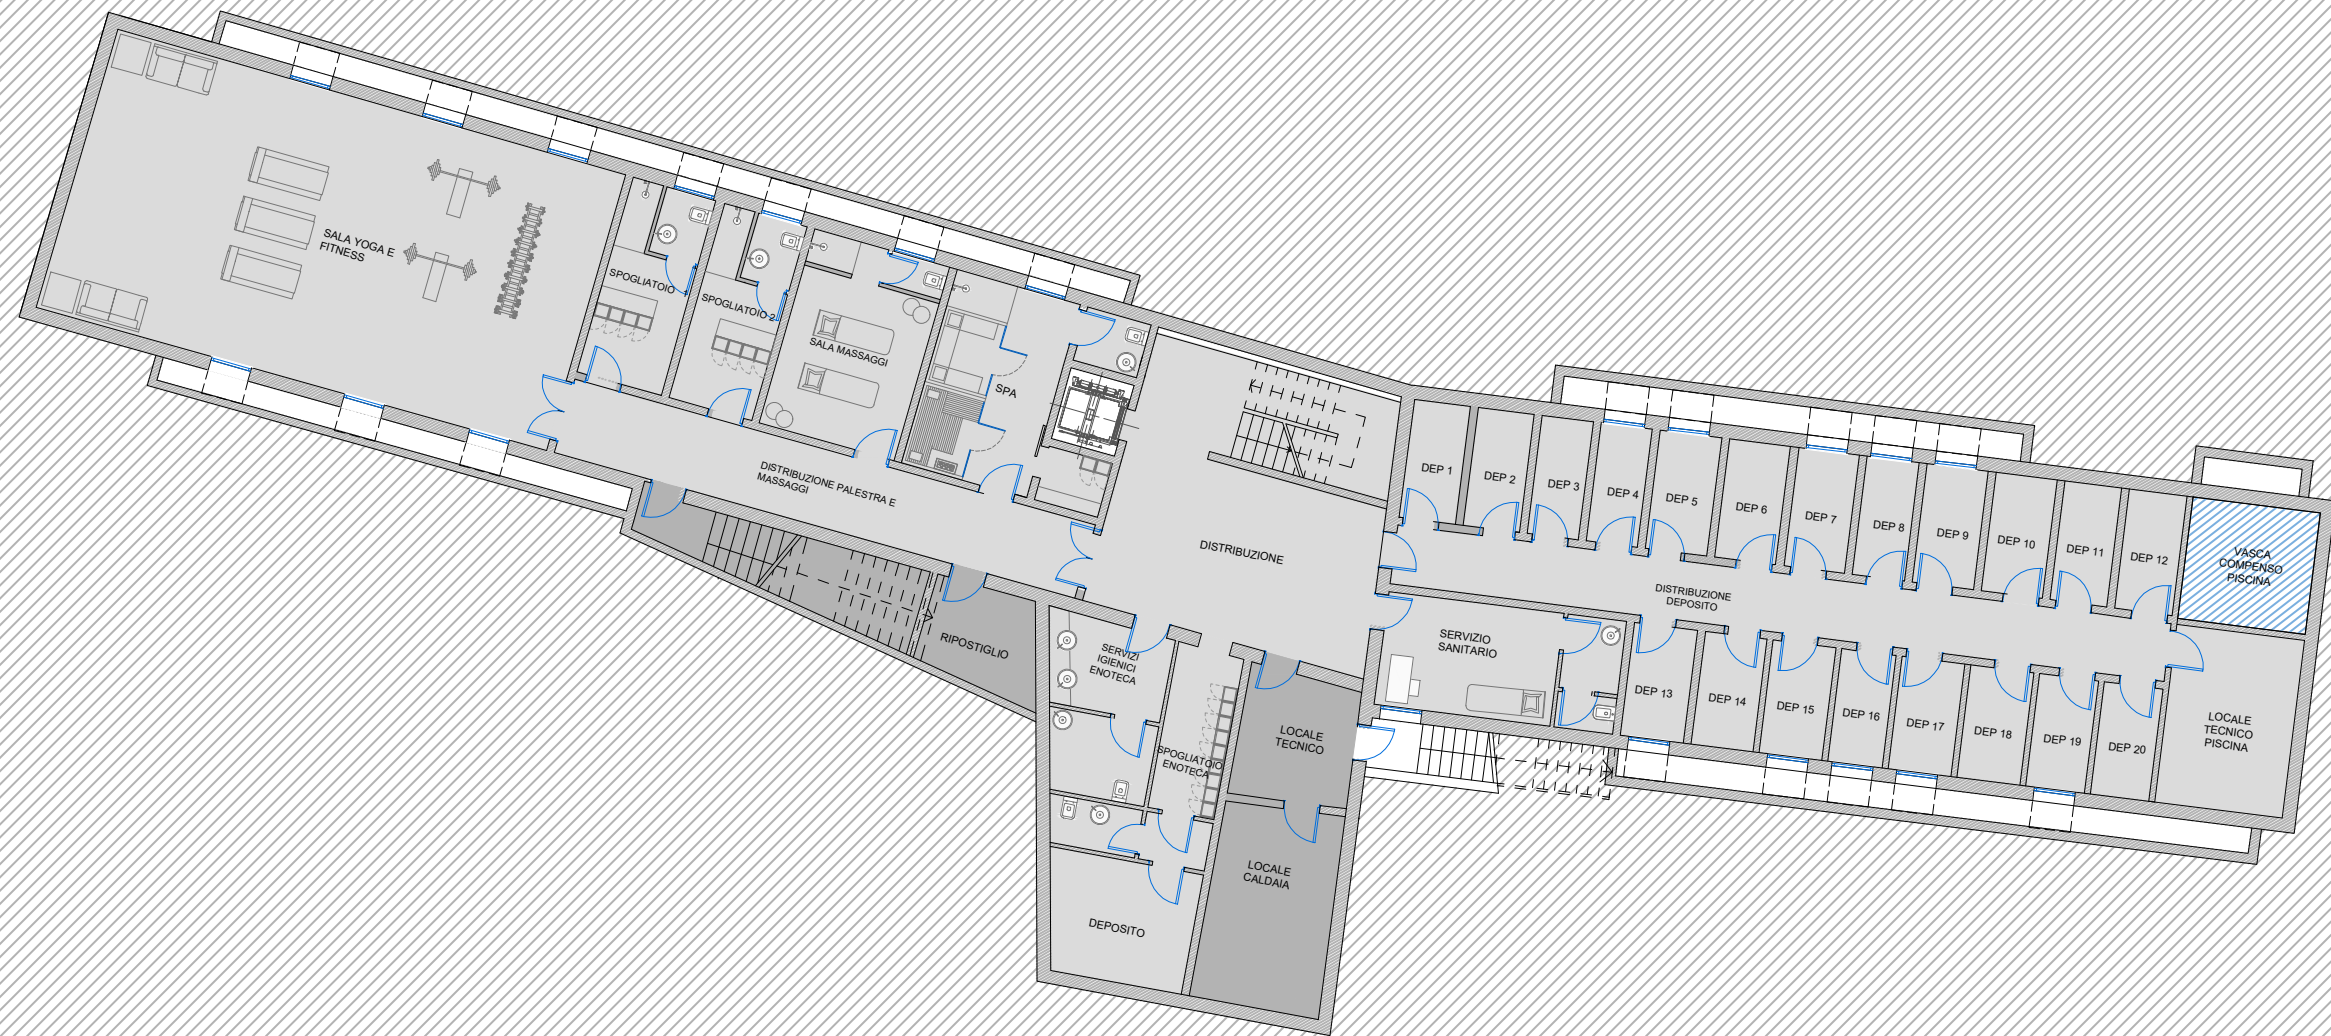 SALA YOGA E
FITNESS
SPOGLIATOIO
SPOGLIATOIO 2
SALA MASSAGGI
SPA
DISTRIBUZIONE PALESTRA E
MASSAGGI
RIPOSTIGLIO
DISTRIBUZIONE
SERVIZI
IGIENICI
ENOTECA
SPOGLIATOIO
ENOTECA
DEPOSITO
LOCALE
TECNICO
LOCALE
CALDAIA
SERVIZIO
SANITARIO
DISTRIBUZIONE
DEPOSITO
DEP 1
DEP 2
DEP 3
DEP 4
DEP 5
DEP 6
DEP 7
DEP 8
DEP 9
DEP 10
DEP 11
DEP 12
VASCA
COMPENSO
PISCINA
DEP 13
DEP 14
DEP 15
DEP 16
DEP 17
DEP 18
DEP 19
DEP 20
LOCALE
TECNICO
PISCINA